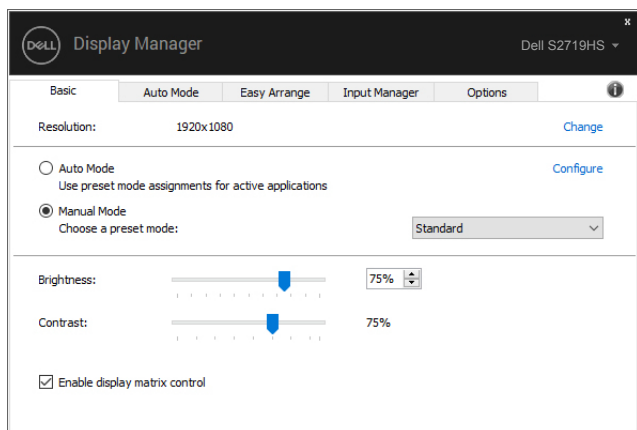 x
DELL Display Manager Dell S2719HS
Basic Auto Mode Easy Arrange Input Manager Options i
Resolution: 1920x1080 Change
Auto Mode Configure
Use preset mode assignments for active applications
Manual Mode
Choose a preset mode: Standard
Brightness: 75%
Contrast: 75%
Enable display matrix control